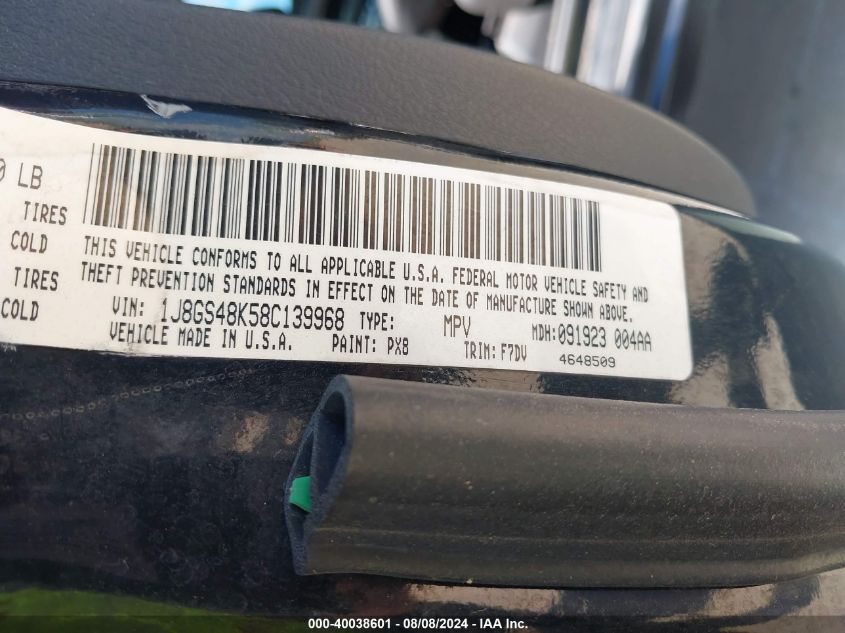 0 LB
TIRES
COLD
TIRES
COLD
THIS VEHICLE CONFORMS TO ALL APPLICABLE U.S.A. FEDERAL MOTOR VEHICLE SAFETY AND
THEFT PREVENTION STANDARDS IN EFFECT ON THE DATE OF MANUFACTURE SHOWN ABOVE.
VIN: 1J8GS48K58C139968 TYPE: MPV MDH: 091923 004AA
VEHICLE MADE IN U.S.A. PAINT: PX8 TRIM: F7DV 4648509
000-40038601 - 08/08/2024 - IAA Inc.